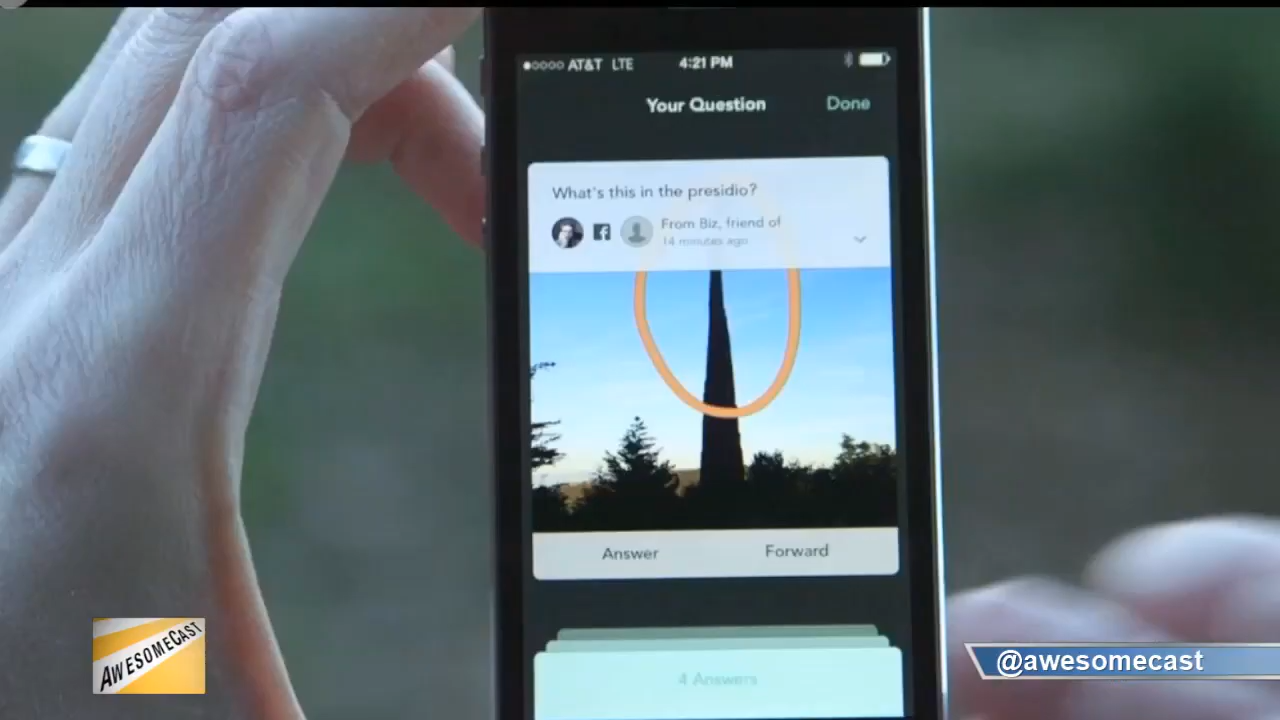 AT&T LTE 4:21 PM
Your Question Done
What's this in the presidio?
From Biz, friend of
14 minutes ago
Answer Forward
4 Answers
AWESOMECAST
@awesomecast